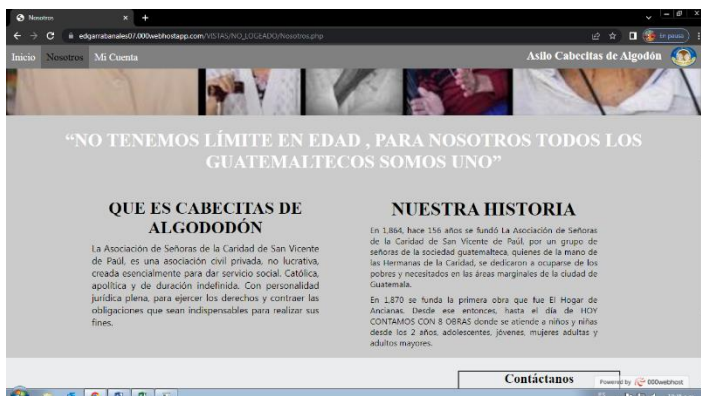 Nosotros
edgarrabanales07.000webhostapp.com/VISTAS/NO_LOGEADO/Nosotros.php
En pausa
Inicio Nosotros Mi Cuenta
Asilo Cabecitas de Algodón
“NO TENEMOS LÍMITE EN EDAD , PARA NOSOTROS TODOS LOS
GUATEMALTECOS SOMOS UNO”
QUE ES CABECITAS DE
ALGODODÓN
La Asociación de Señoras de la Caridad de San Vicente
de Paúl, es una asociación civil privada, no lucrativa,
creada esencialmente para dar servicio social. Católica,
apolítica y de duración indefinida. Con personalidad
jurídica plena, para ejercer los derechos y contraer las
obligaciones que sean indispensables para realizar sus
fines.
NUESTRA HISTORIA
En 1,864, hace 156 años se fundó La Asociación de Señoras
de la Caridad de San Vicente de Paúl, por un grupo de
señoras de la sociedad guatemalteca, quienes de la mano de
las Hermanas de la Caridad, se dedicaron a ocuparse de los
pobres y necesitados en las áreas marginales de la ciudad de
Guatemala.
En 1,870 se funda la primera obra que fue El Hogar de
Ancianas. Desde ese entonces, hasta el día de HOY
CONTAMOS CON 8 OBRAS donde se atiende a niños y niñas
desde los 2 años, adolescentes, jóvenes, mujeres adultas y
adultos mayores.
Contáctanos
Powered by 000webhost